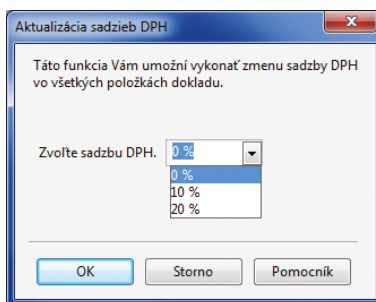 Aktualizácia sadzieb DPH
Táto funkcia Vám umožní vykonať zmenu sadzby DPH
vo všetkých položkách dokladu.
Zvoľte sadzbu DPH. 0 %
0 %
10 %
20 %
OK Storno Pomocník